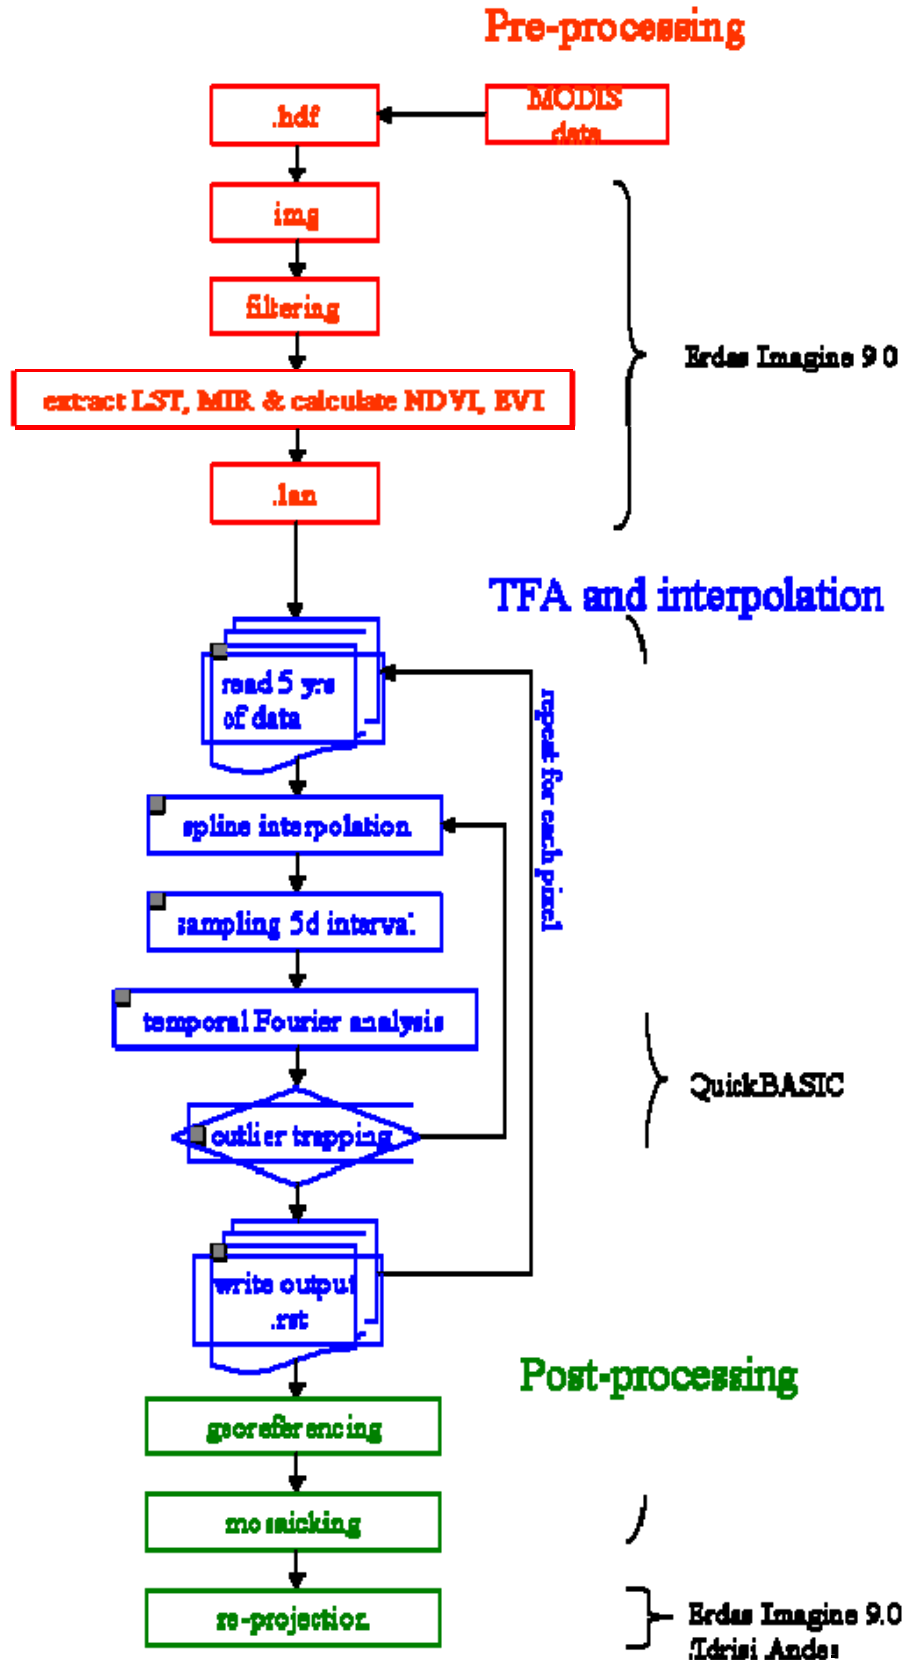 Pre-processing
.hdf
MODIS
data
img
filtering
extract LST, MIR & calculate NDVI, EVI
Erdas Imagine 9.0
.lan
TFA and interpolation
read 5 yrs
of data
repeat for each pixel
spline interpolation
sampling 5d interval
temporal Fourier analysis
QuickBASIC
outlier trapping
write output
.rst
Post-processing
georeferencing
mosaicking
re-projection
Erdas Imagine 9.0
/Idrisi Andes